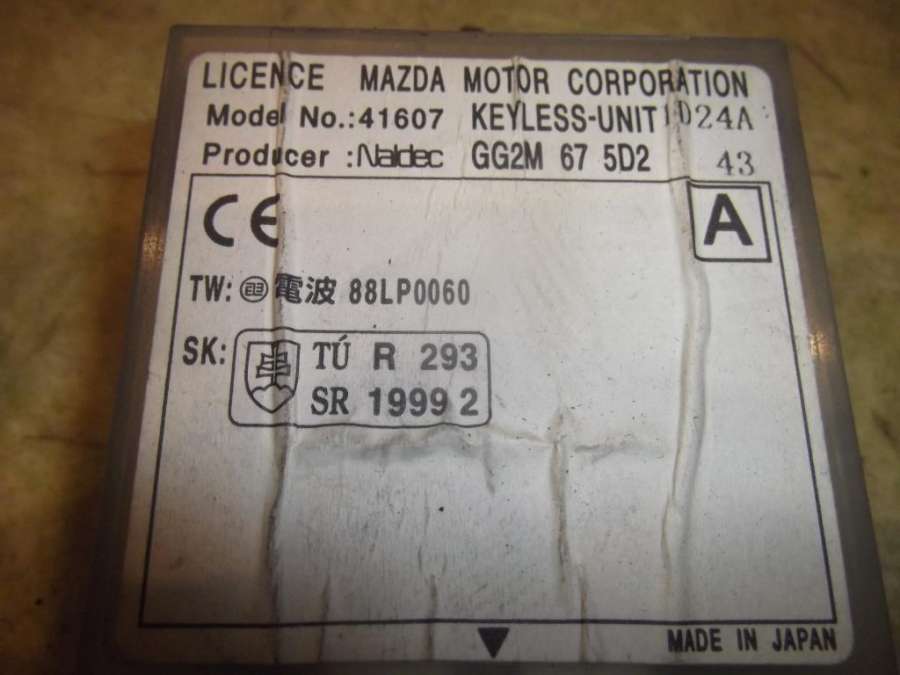 LICENCE MAZDA MOTOR CORPORATION
Model No.:41607 KEYLESS-UNIT 1024A
Producer :Naldec GG2M 67 5D2 43
CE A
TW: 電波 88LP0060
SK: TÚ R 293
SR 1999 2
MADE IN JAPAN